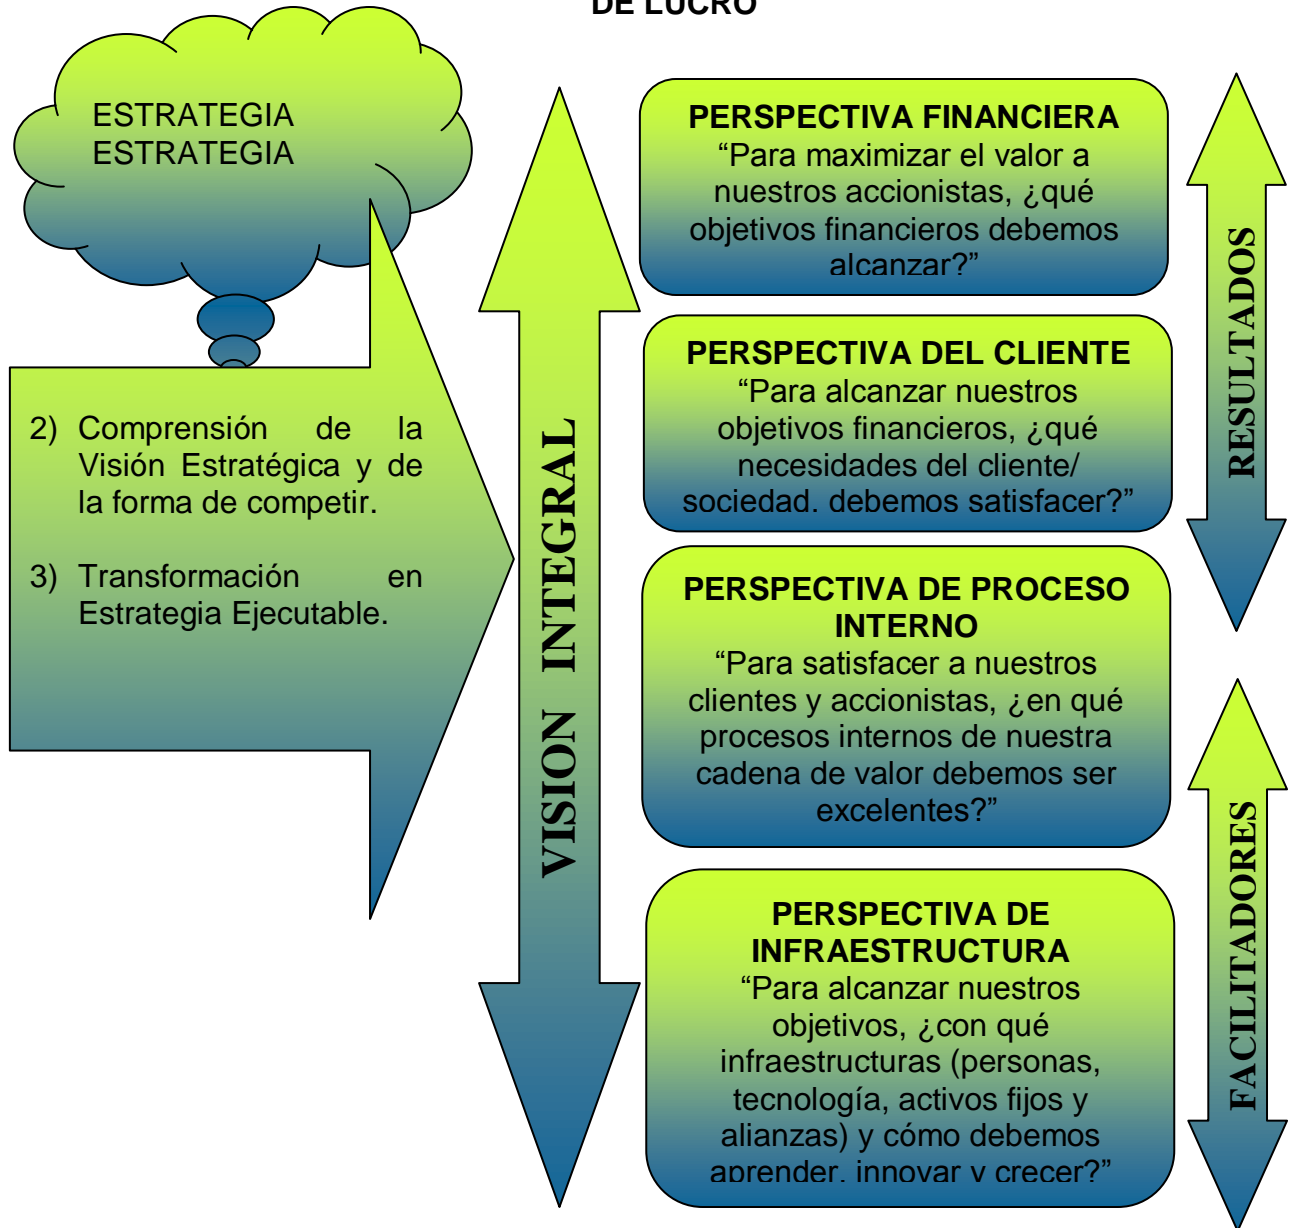 DE LUCRO
ESTRATEGIA
ESTRATEGIA
2) Comprensión de la
Visión Estratégica y de
la forma de competir.
3) Transformación en
Estrategia Ejecutable.
VISION INTEGRAL
PERSPECTIVA FINANCIERA
“Para maximizar el valor a
nuestros accionistas, ¿qué
objetivos financieros debemos
alcanzar?”
PERSPECTIVA DEL CLIENTE
“Para alcanzar nuestros
objetivos financieros, ¿qué
necesidades del cliente/
sociedad. debemos satisfacer?”
PERSPECTIVA DE PROCESO
INTERNO
“Para satisfacer a nuestros
clientes y accionistas, ¿en qué
procesos internos de nuestra
cadena de valor debemos ser
excelentes?”
PERSPECTIVA DE
INFRAESTRUCTURA
“Para alcanzar nuestros
objetivos, ¿con qué
infraestructuras (personas,
tecnología, activos fijos y
alianzas) y cómo debemos
aprender, innovar y crecer?”
RESULTADOS
FACILITADORES